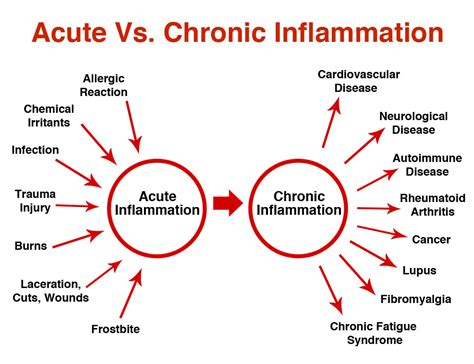 Acute Vs. Chronic Inflammation
Allergic
Reaction
Chemical
Irritants
Infection
Trauma
Injury
Burns
Laceration,
Cuts, Wounds
Frostbite
Acute
Inflammation
Chronic
Inflammation
Cardiovascular
Disease
Neurological
Disease
Autoimmune
Disease
Rheumatoid
Arthritis
Cancer
Lupus
Fibromyalgia
Chronic Fatigue
Syndrome